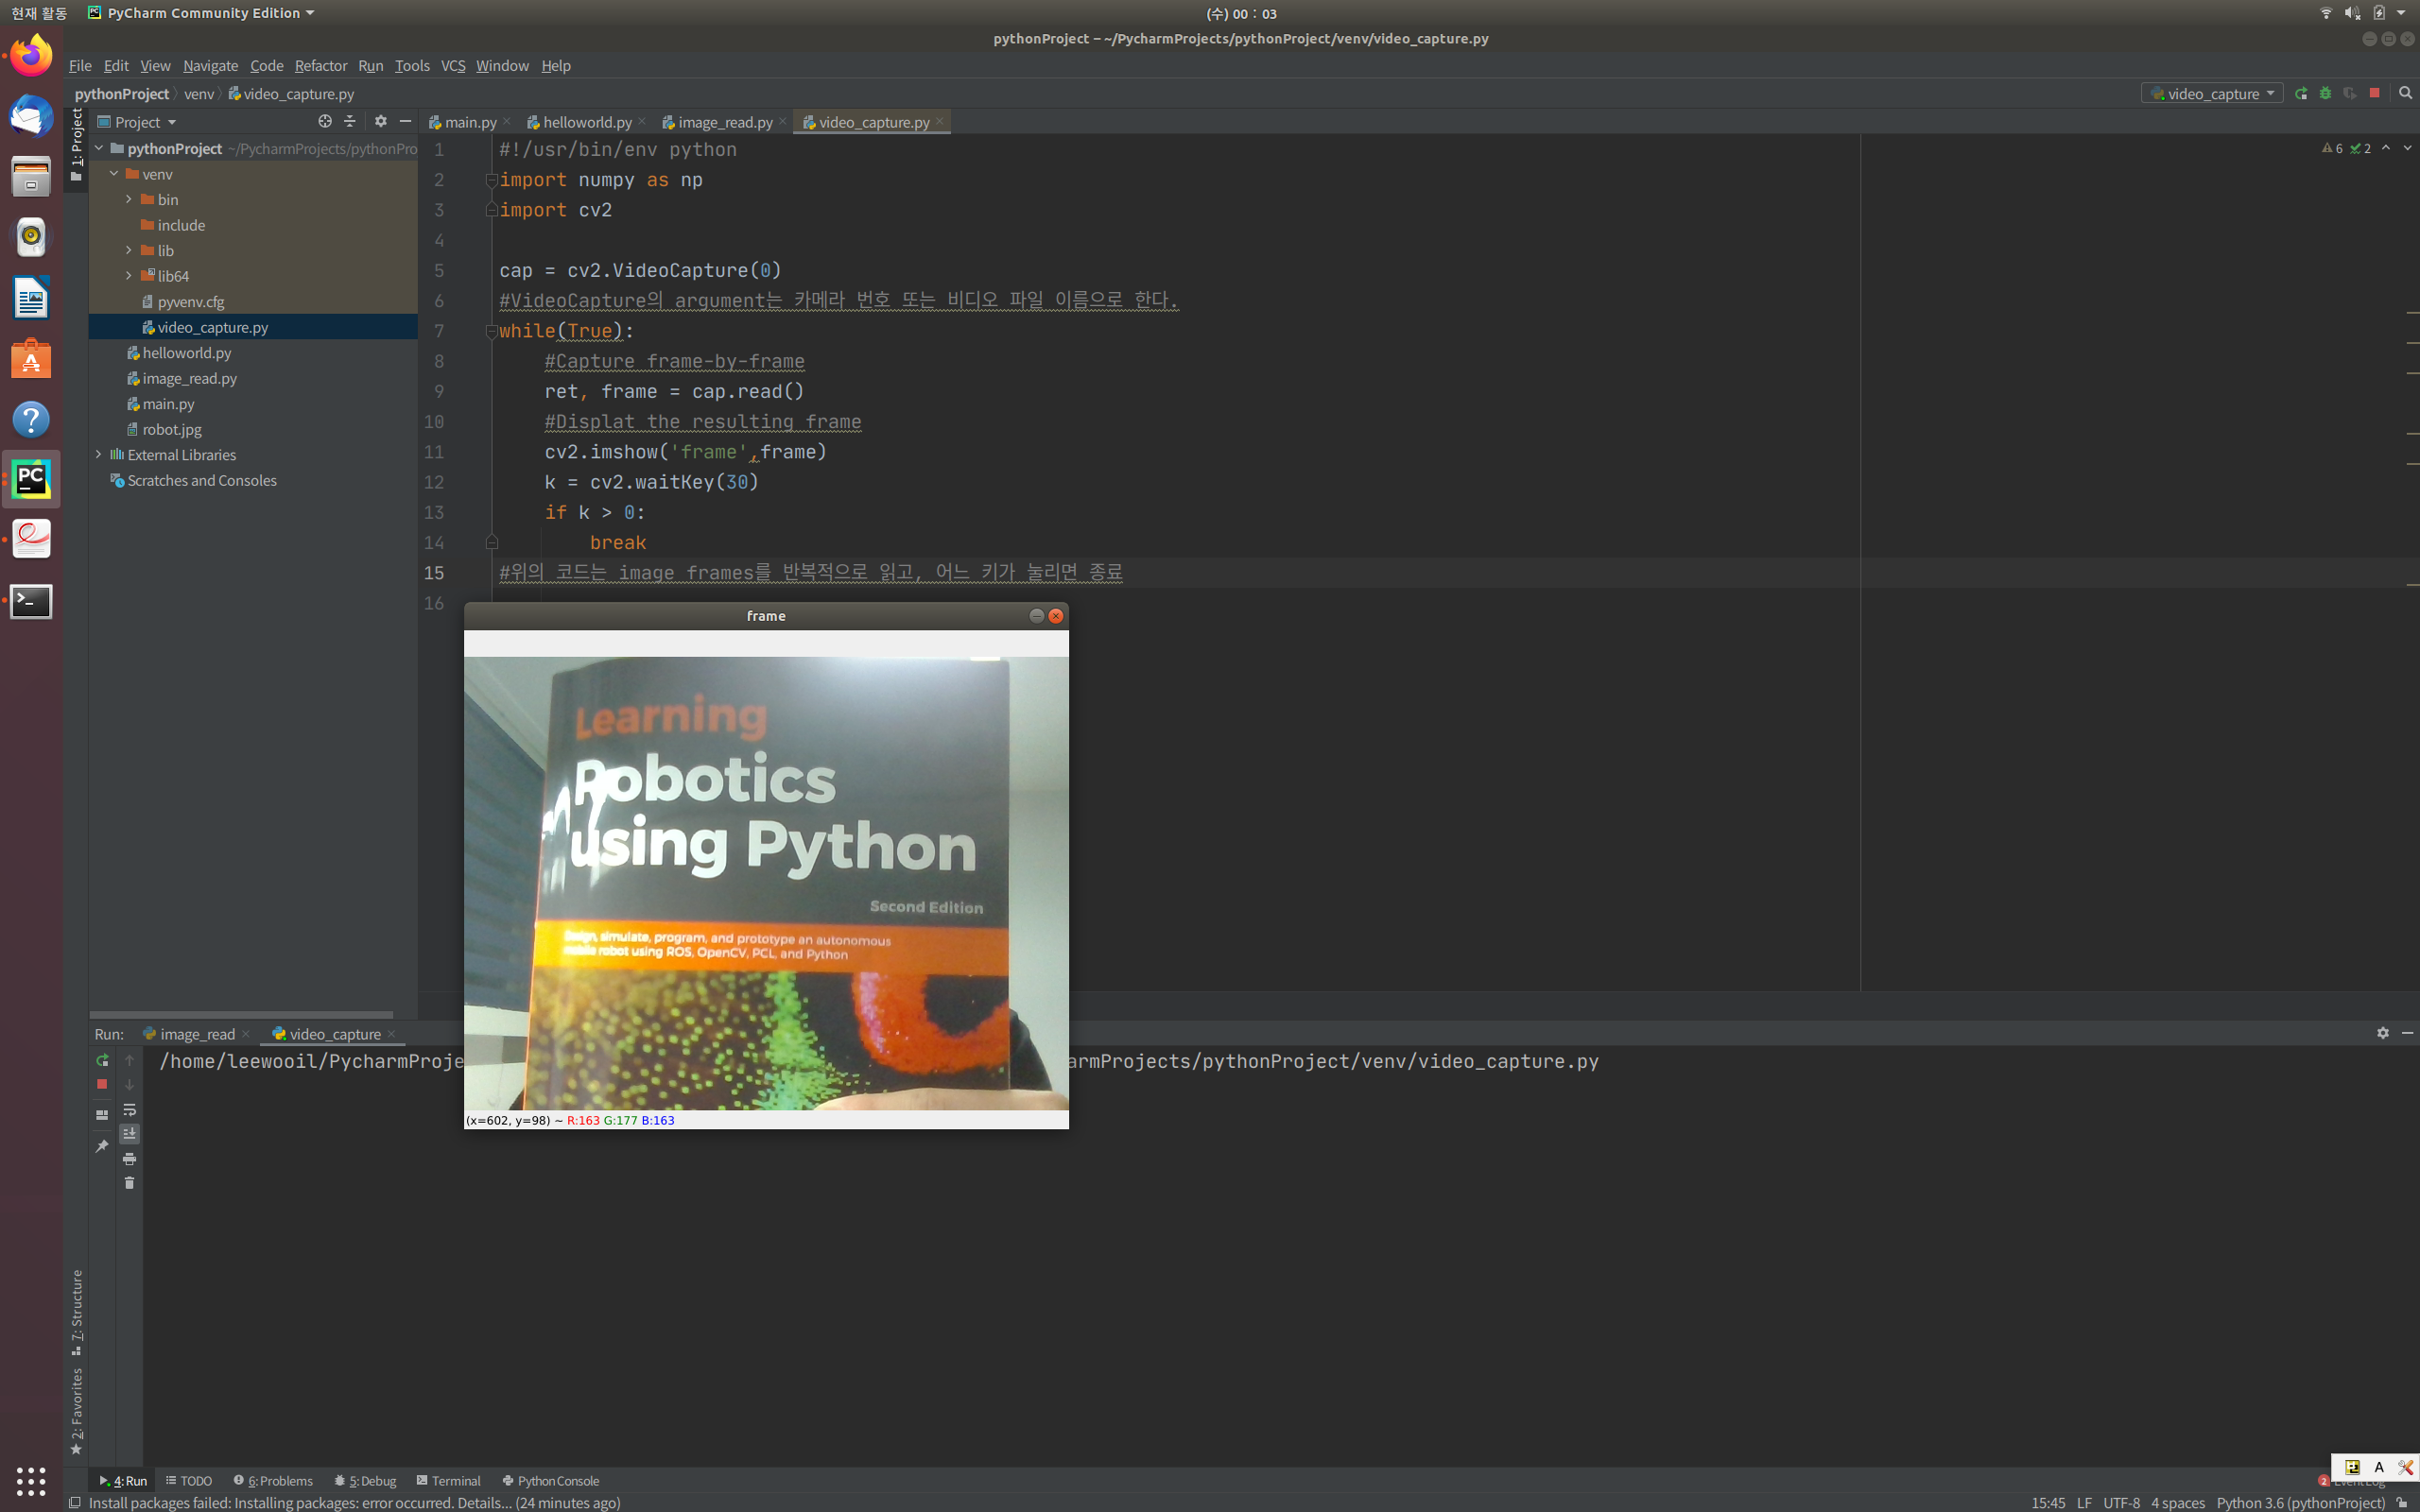 현재 활동 PyCharm Community Edition (수) 00 : 03
pythonProject – ~/PycharmProjects/pythonProject/venv/video_capture.py
File Edit View Navigate Code Refactor Run Tools VCS Window Help
pythonProject venv video_capture.py video_capture
1: Project
Project
main.py helloworld.py image_read.py video_capture.py
pythonProject ~/PycharmProjects/pythonPro
venv
bin
include
lib
lib64
pyvenv.cfg
video_capture.py
helloworld.py
image_read.py
main.py
robot.jpg
External Libraries
Scratches and Consoles
6 2
1 #!/usr/bin/env python
2 import numpy as np
3 import cv2
4
5 cap = cv2.VideoCapture(0)
6 #VideoCapture의 argument는 카메라 번호 또는 비디오 파일 이름으로 한다.
7 while(True):
8 #Capture frame-by-frame
9 ret, frame = cap.read()
10 #Displat the resulting frame
11 cv2.imshow('frame',frame)
12 k = cv2.waitKey(30)
13 if k > 0:
14 break
15 #위의 코드는 image frames를 반복적으로 읽고, 어느 키가 눌리면 종료
16
frame
Learning
Robotics
using Python
Second Edition
Design, simulate, program, and prototype an autonomous
mobile robot using ROS, OpenCV, PCL, and Python
(x=602, y=98) ~ R:163 G:177 B:163
Run: image_read video_capture
/home/leewooil/PycharmProje armProjects/pythonProject/venv/video_capture.py
7: Structure
2: Favorites
4: Run TODO 6: Problems 5: Debug Terminal Python Console 2 Event Log
A
Install packages failed: Installing packages: error occurred. Details... (24 minutes ago) 15:45 LF UTF-8 4 spaces Python 3.6 (pythonProject)